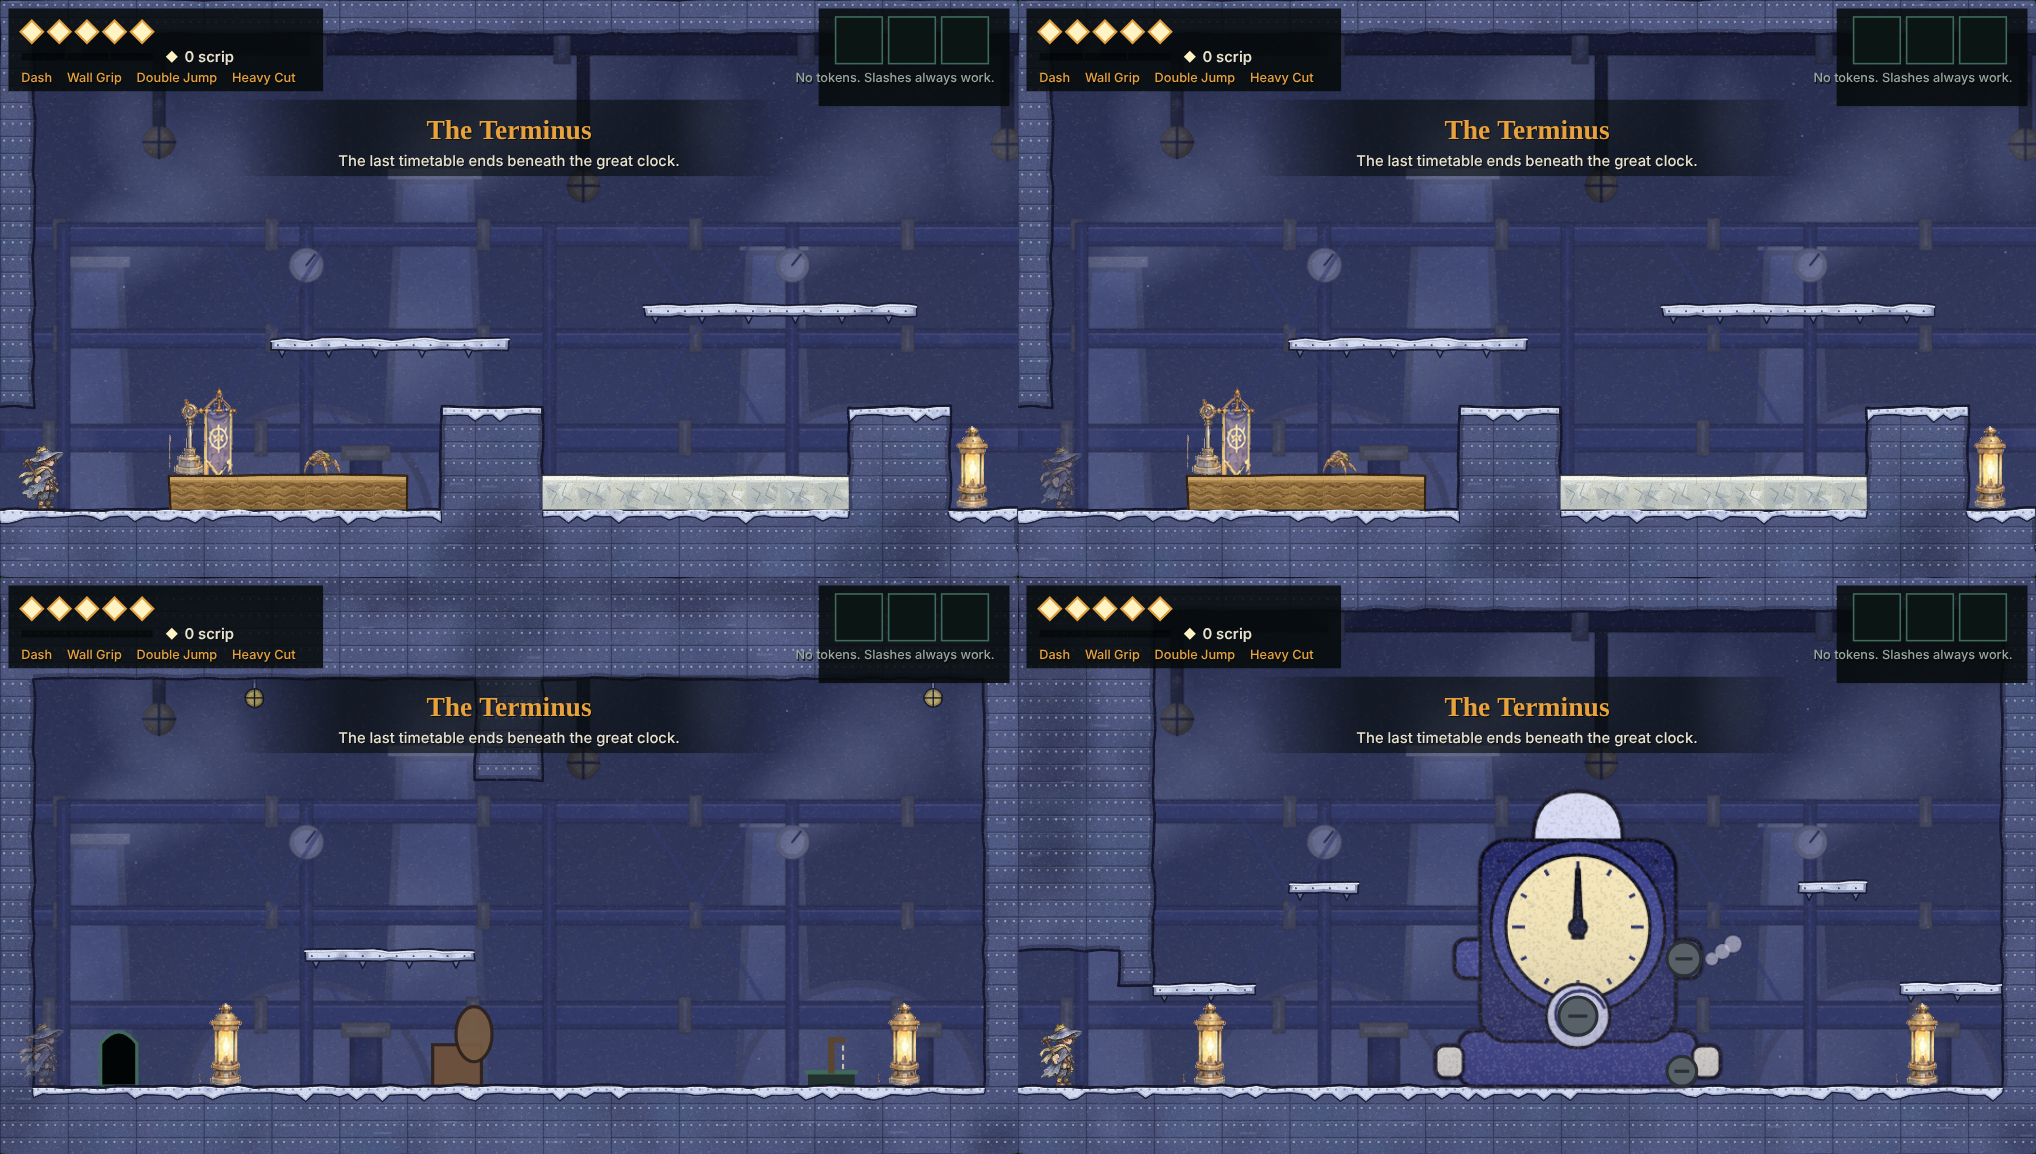 0 scrip
Dash Wall Grip Double Jump Heavy Cut
No tokens. Slashes always work.
The Terminus
The last timetable ends beneath the great clock.
0 scrip
Dash Wall Grip Double Jump Heavy Cut
No tokens. Slashes always work.
The Terminus
The last timetable ends beneath the great clock.
0 scrip
Dash Wall Grip Double Jump Heavy Cut
No tokens. Slashes always work.
The Terminus
The last timetable ends beneath the great clock.
0 scrip
Dash Wall Grip Double Jump Heavy Cut
No tokens. Slashes always work.
The Terminus
The last timetable ends beneath the great clock.